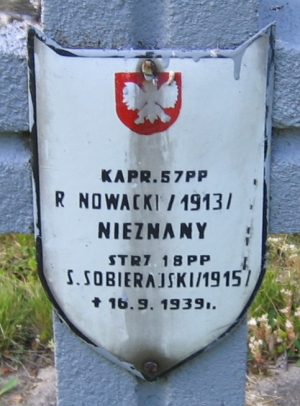 KAPR. 57PP
R NOWACKI /1913/
NIEZNANY
STRZ 18PP
S. SOBIERAJSKI/1915/
† 16.9.1939r.